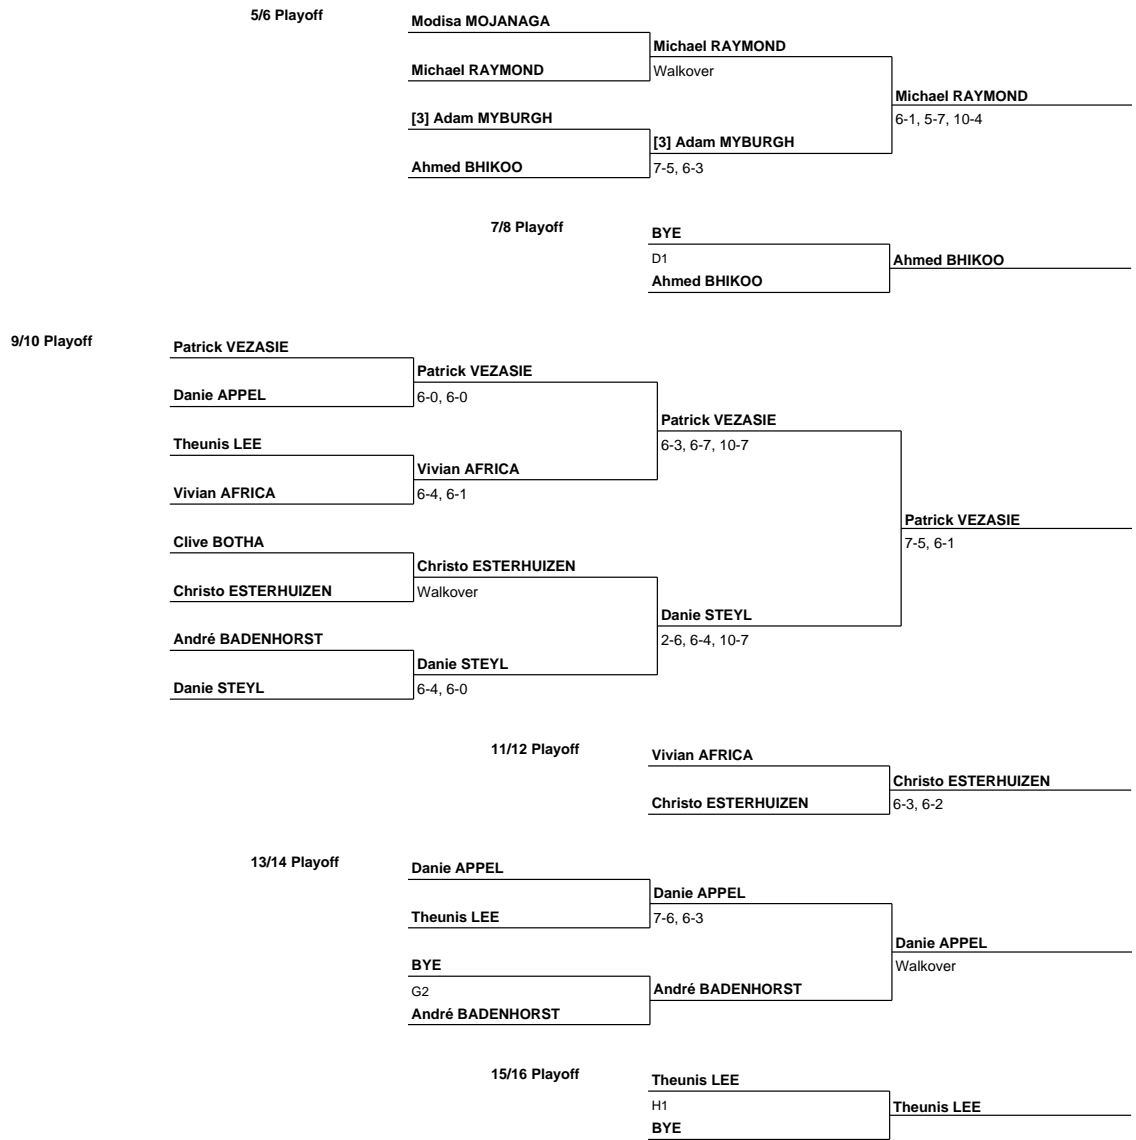 5/6 Playoff
Modisa MOJANAGA
Michael RAYMOND
Michael RAYMOND
Walkover
Michael RAYMOND
6-1, 5-7, 10-4
[3] Adam MYBURGH
[3] Adam MYBURGH
Ahmed BHIKOO
7-5, 6-3
7/8 Playoff
BYE
D1
Ahmed BHIKOO
Ahmed BHIKOO
9/10 Playoff
Patrick VEZASIE
Patrick VEZASIE
Danie APPEL
6-0, 6-0
Patrick VEZASIE
6-3, 6-7, 10-7
Theunis LEE
Vivian AFRICA
Vivian AFRICA
6-4, 6-1
Patrick VEZASIE
7-5, 6-1
Clive BOTHA
Christo ESTERHUIZEN
Christo ESTERHUIZEN
Walkover
Danie STEYL
2-6, 6-4, 10-7
André BADENHORST
Danie STEYL
Danie STEYL
6-4, 6-0
11/12 Playoff
Vivian AFRICA
Christo ESTERHUIZEN
Christo ESTERHUIZEN
6-3, 6-2
13/14 Playoff
Danie APPEL
Danie APPEL
Theunis LEE
7-6, 6-3
Danie APPEL
Walkover
BYE
G2
André BADENHORST
André BADENHORST
15/16 Playoff
Theunis LEE
H1
Theunis LEE
BYE